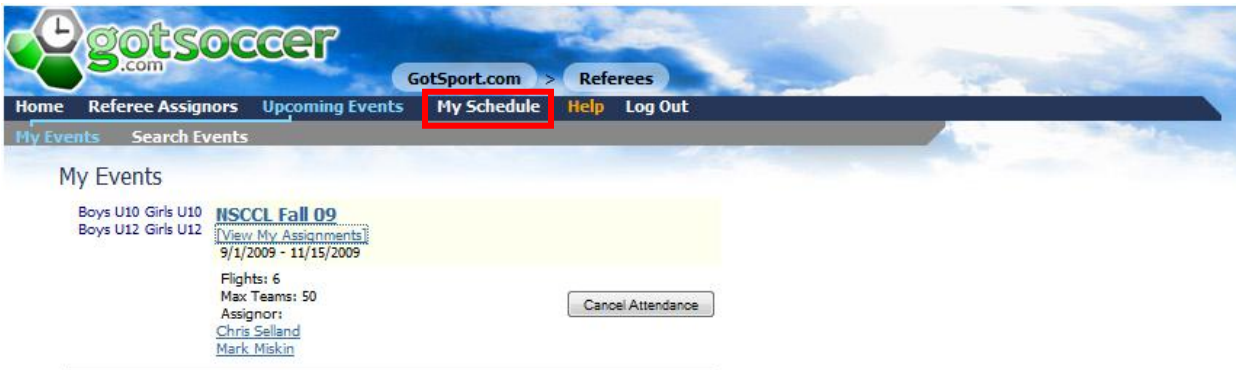 gotsoccer
.com
GotSport.com > Referees
Home Referee Assignors Upcoming Events My Schedule Help Log Out
My Events Search Events
My Events
Boys U10 Girls U10 NSCCL Fall 09
Boys U12 Girls U12 [View My Assignments]
9/1/2009 - 11/15/2009
Flights: 6
Max Teams: 50
Cancel Attendance
Assignor:
Chris Selland
Mark Miskin